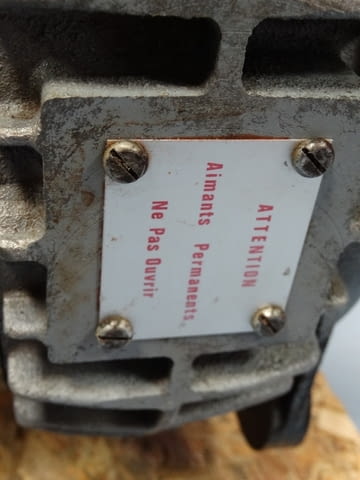 ATTENTION
Aimants Permanents.
Ne Pas Ouvrir